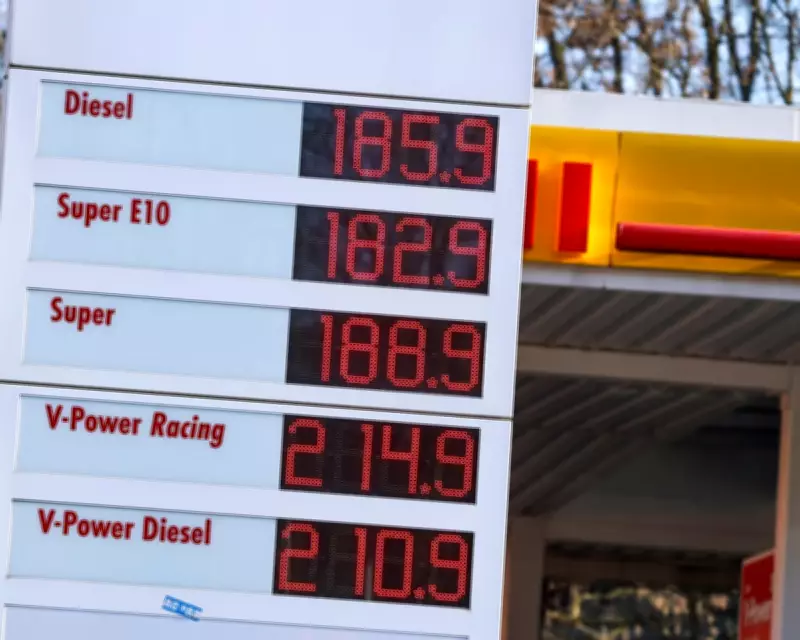 Diesel 185.9
Super E10 182.9
Super 188.9
V-Power Racing 214.9
V-Power Diesel 210.9